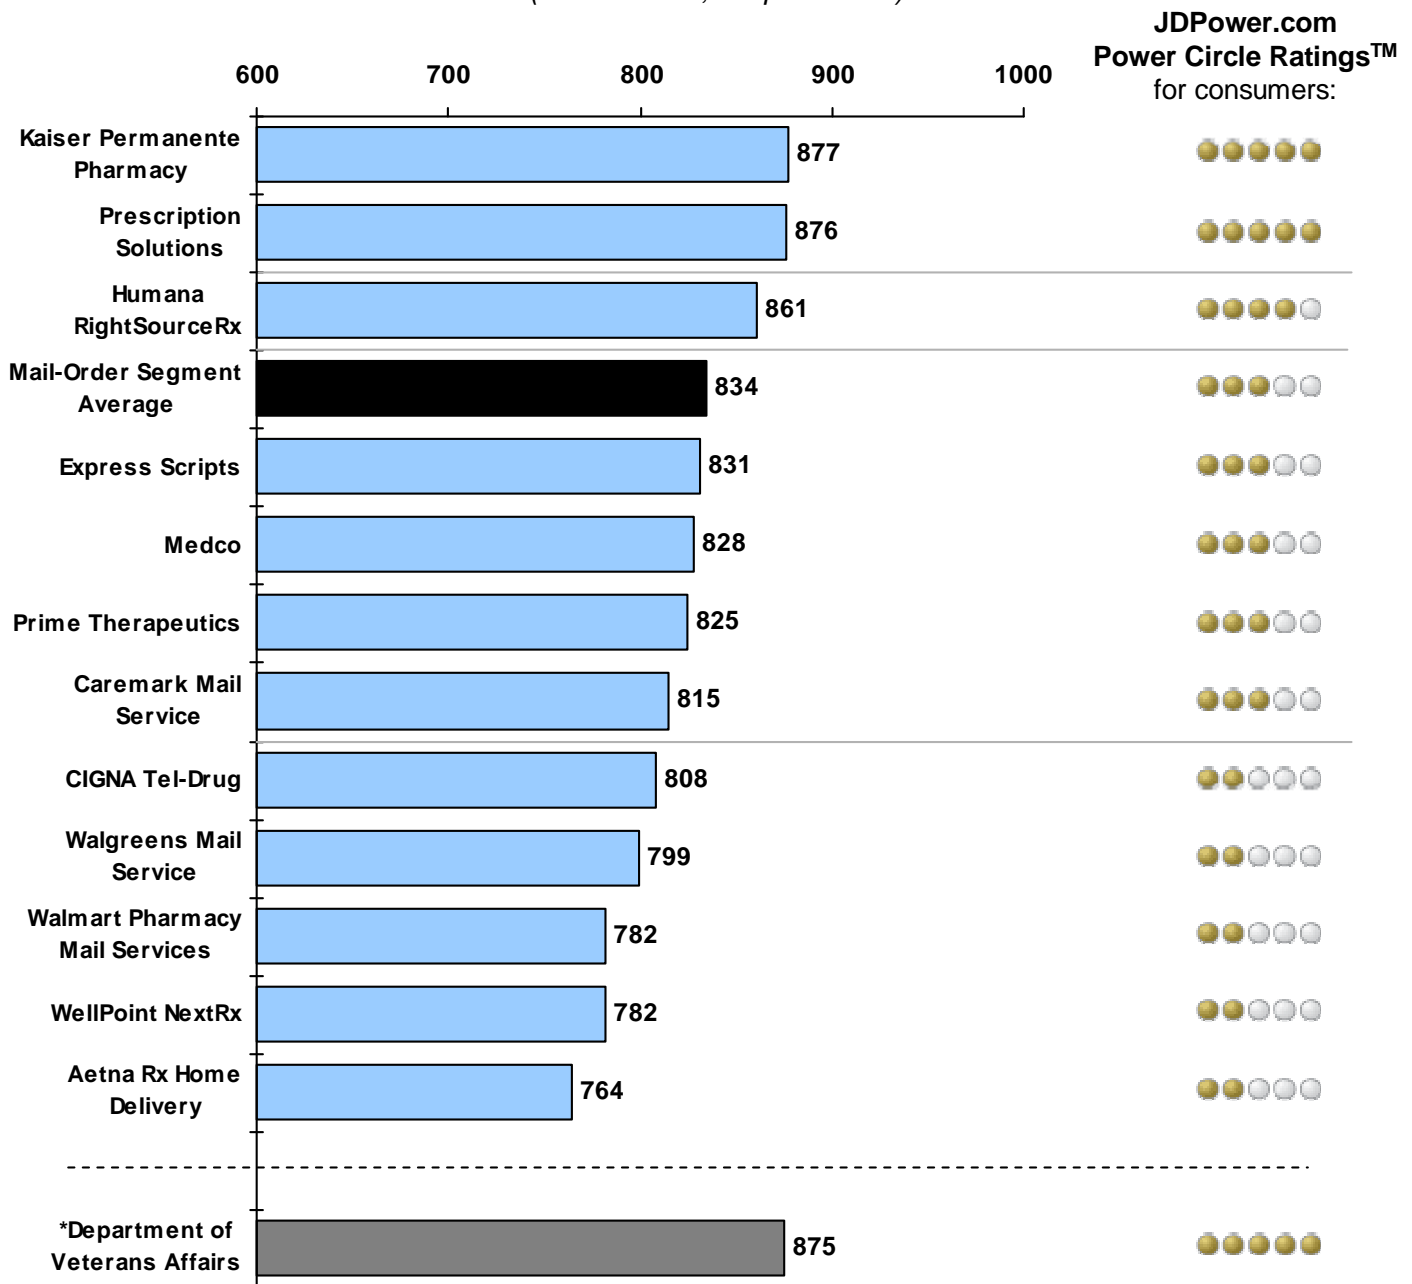 JDPower.com
Power Circle Ratings™
for consumers:
600 700 800 900 1000
Kaiser Permanente
Pharmacy
877
Prescription
Solutions
876
Humana
RightSourceRx
861
Mail-Order Segment
Average
834
Express Scripts
831
Medco
828
Prime Therapeutics
825
Caremark Mail
Service
815
CIGNA Tel-Drug
808
Walgreens Mail
Service
799
Walmart Pharmacy
Mail Services
782
WellPoint NextRx
782
Aetna Rx Home
Delivery
764
*Department of
Veterans Affairs
875